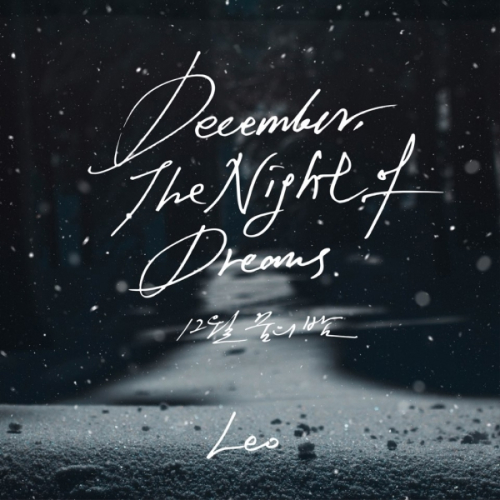 December,
The Night of
Dreams
12월 꿈의 밤
Leo